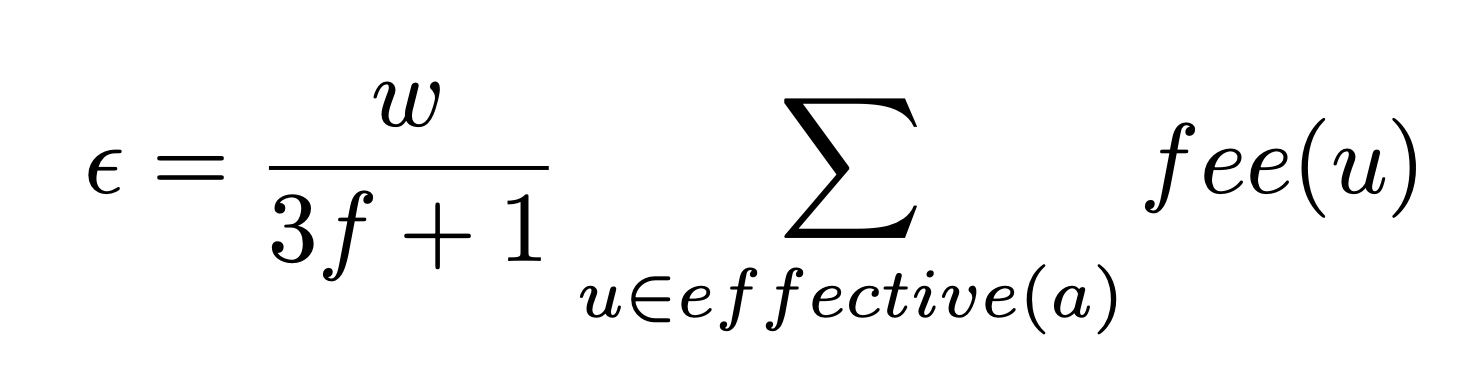 ϵ = w / (3f + 1) ∑_{u∈effective(a)} fee(u)